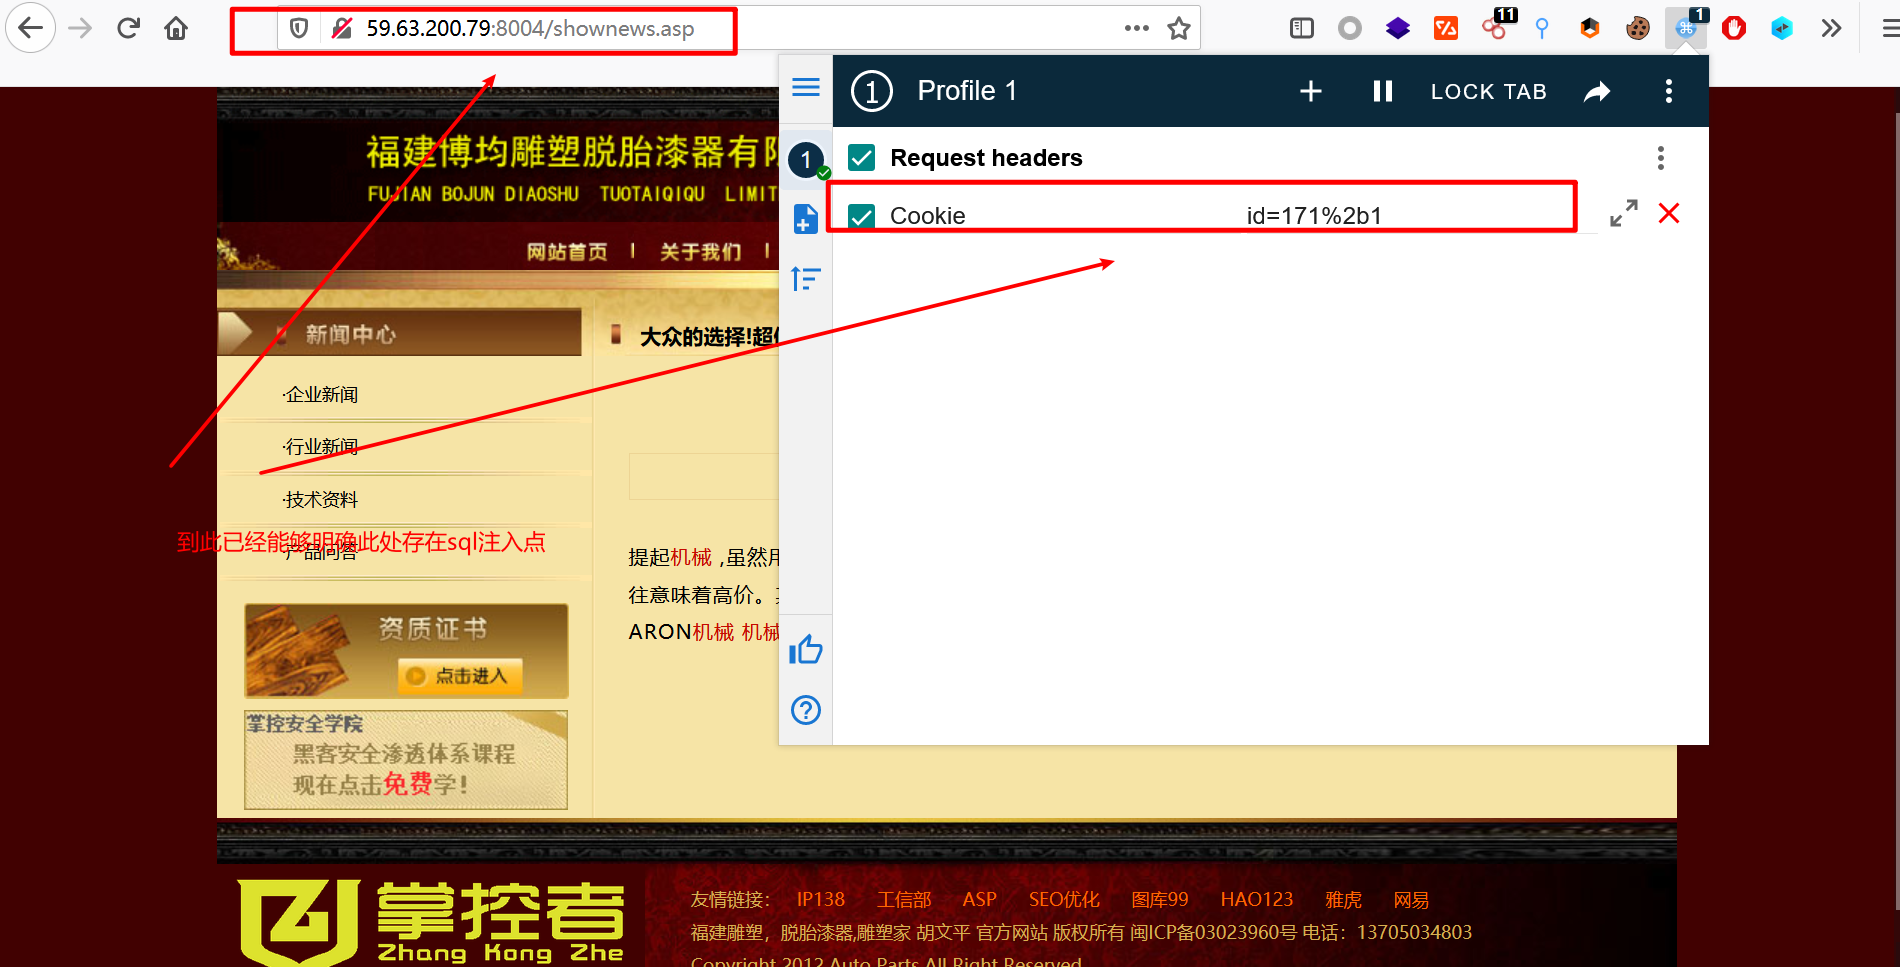 59.63.200.79:8004/shownews.asp
11
1
1 Profile 1
LOCK TAB
1
Request headers
Cookie id=171%2b1
福建博均雕塑脱胎漆器有限
FUJIAN BOJUN DIAOSHU TUOTAIQIQU LIMIT
网站首页 | 关于我们 |
新闻中心
大众的选择!超
·企业新闻
·行业新闻
·技术资料
·产品问答
到此已经能够明确此处存在sql注入点
提起机械 ,虽然用
往意味着高价。
ARON机械 机械
资质证书
点击进入
掌控安全学院
黑客安全渗透体系课程
现在点击免费学!
掌控者
Zhang Kong Zhe
友情链接： IP138 工信部 ASP SEO优化 图库99 HAO123 雅虎 网易
福建雕塑，脱胎漆器,雕塑家 胡文平 官方网站 版权所有 闽ICP备03023960号 电话：13705034803
Copyright 2012 Auto Parts All Right Reserved